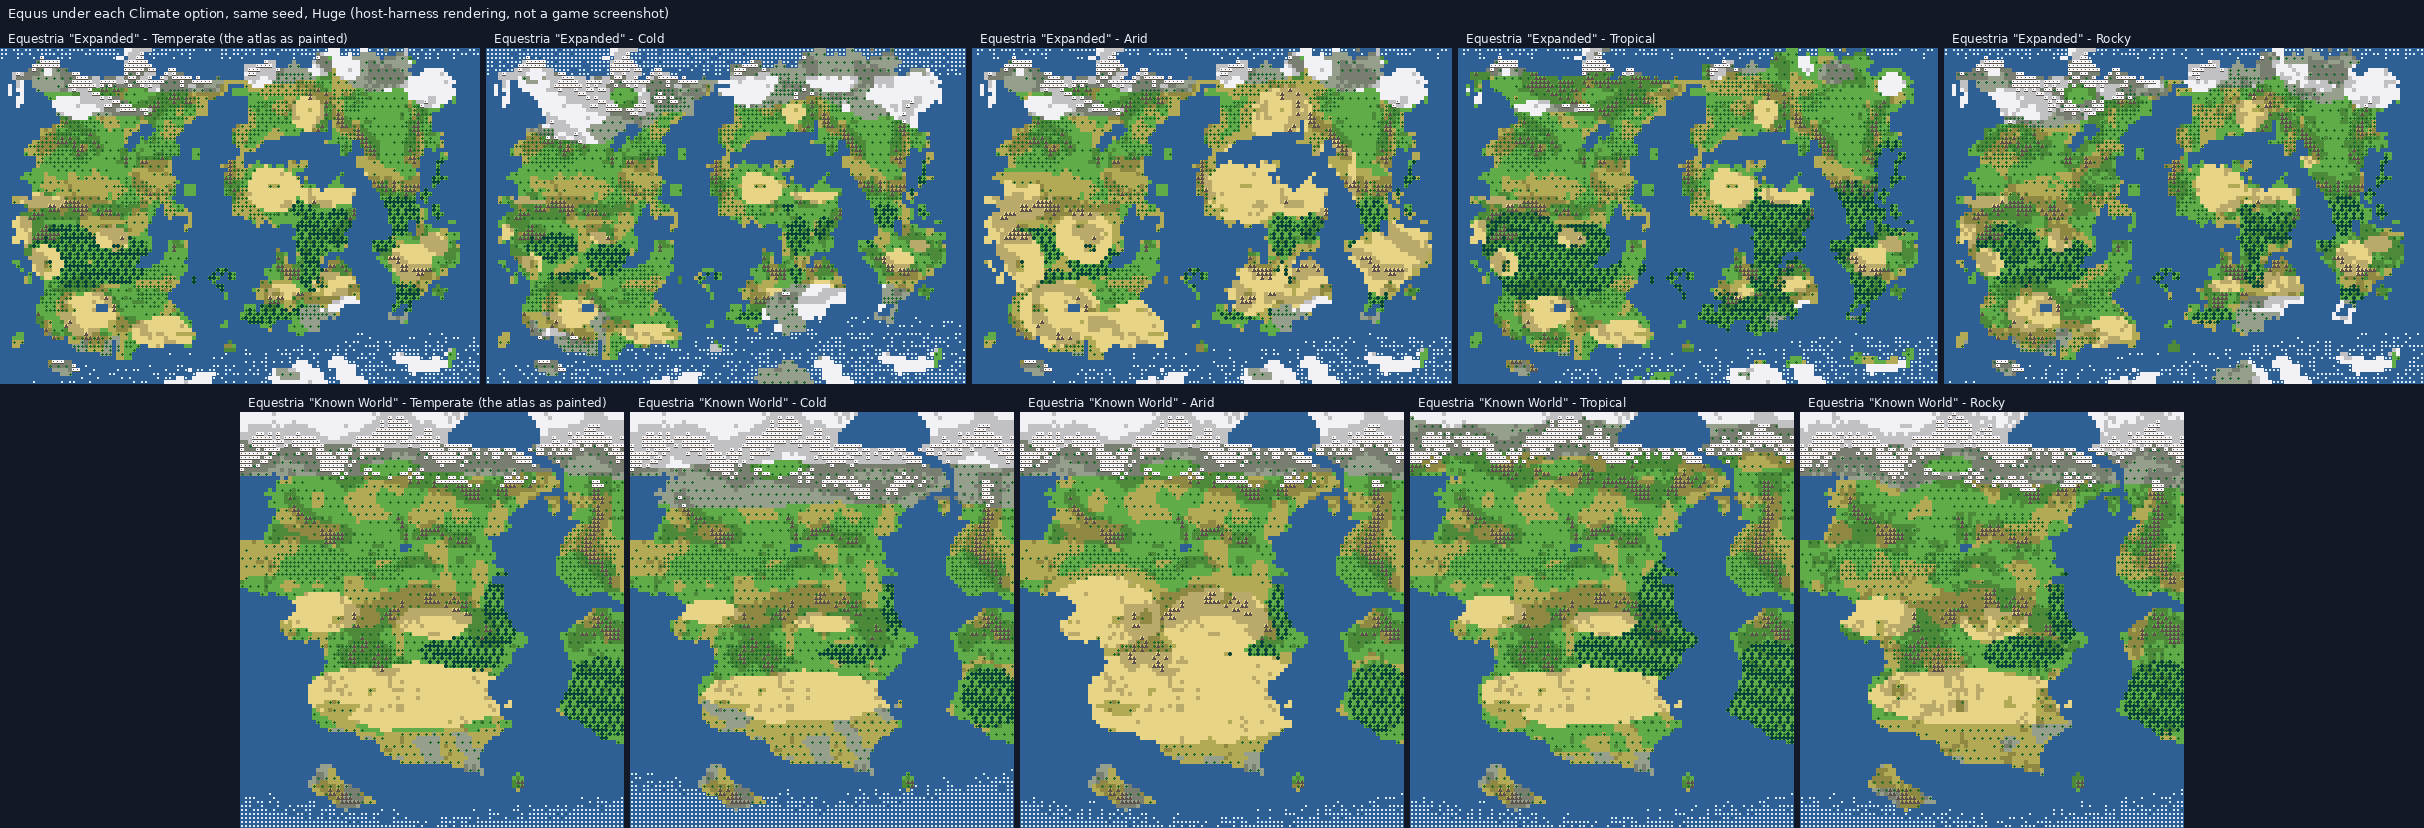 Equus under each Climate option, same seed, Huge (host-harness rendering, not a game screenshot)
Equestria "Expanded" - Temperate (the atlas as painted)
Equestria "Expanded" - Cold
Equestria "Expanded" - Arid
Equestria "Expanded" - Tropical
Equestria "Expanded" - Rocky
Equestria "Known World" - Temperate (the atlas as painted)
Equestria "Known World" - Cold
Equestria "Known World" - Arid
Equestria "Known World" - Tropical
Equestria "Known World" - Rocky